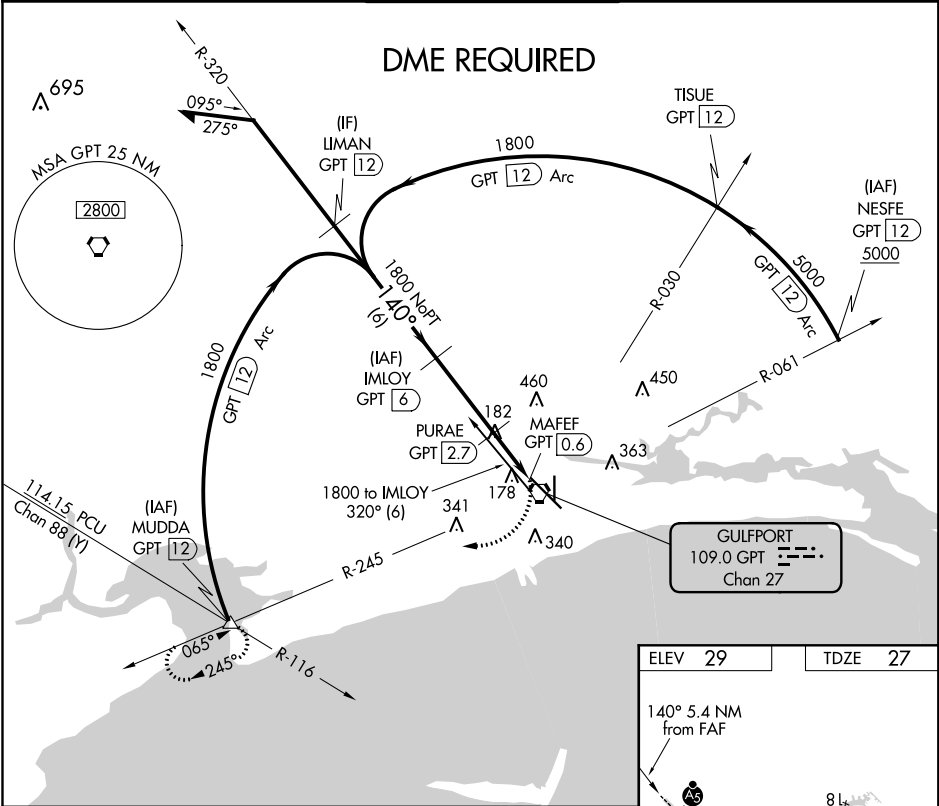 DME REQUIRED
R-320
695
095°
275°
(IF)
LIMAN
GPT 12
TISUE
GPT 12
MSA GPT 25 NM
2800
1800
GPT 12 Arc
(IAF)
NESFE
GPT 12
5000
5000
GPT 12 Arc
R-030
R-061
1800 NoPT
140°
(6)
1800
GPT 12 Arc
(IAF)
IMLOY
GPT 6
460
450
182
MAFEF
GPT 0.6
PURAE
GPT 2.7
363
178
1800 to IMLOY
320° (6)
341
340
114.15 PCU
Chan 88 (Y)
(IAF)
MUDDA
GPT 12
R-245
GULFPORT
109.0 GPT
Chan 27
065°
245°
R-116
ELEV 29
TDZE 27
140° 5.4 NM
from FAF
A5
8L